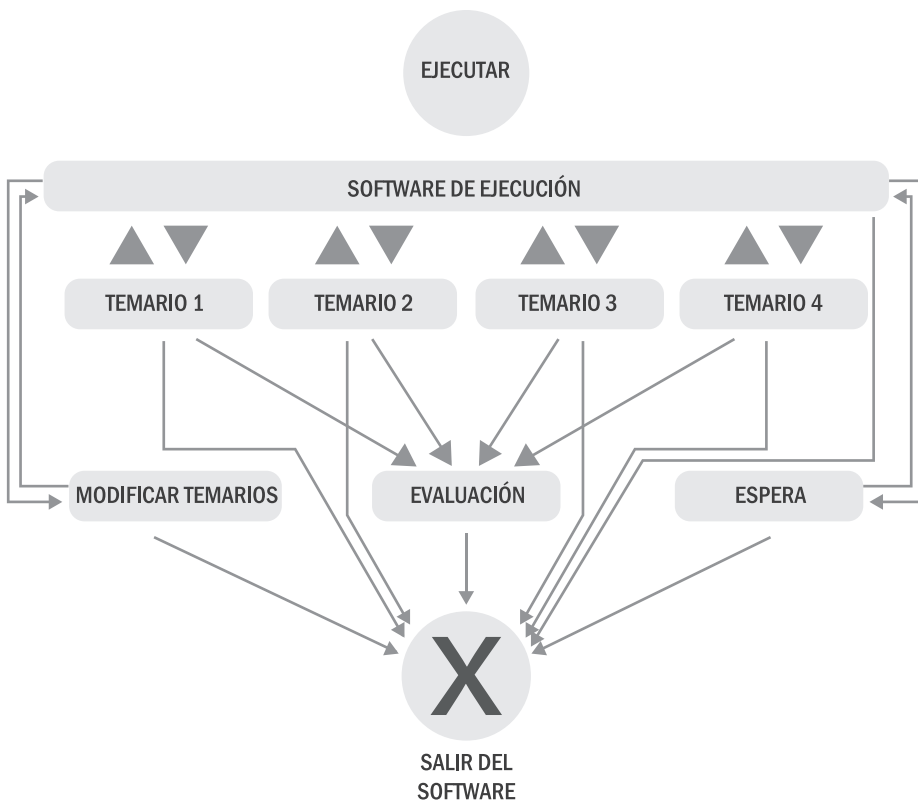 EJECUTAR
SOFTWARE DE EJECUCIÓN
TEMARIO 1 TEMARIO 2 TEMARIO 3 TEMARIO 4
MODIFICAR TEMARIOS EVALUACIÓN ESPERA
X
SALIR DEL
SOFTWARE